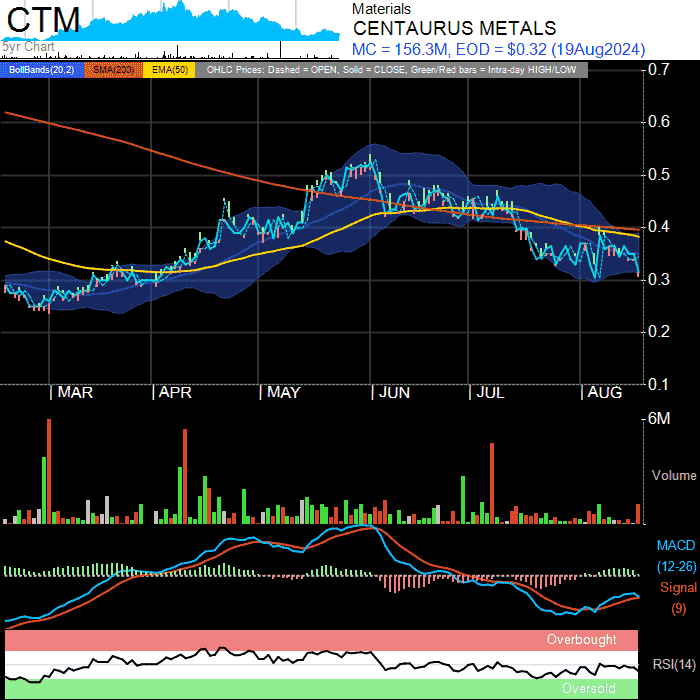 CTM
5yr Chart
Materials
CENTAURUS METALS
MC = 156.3M, EOD = $0.32 (19Aug2024)
BollBands(20,2) SMA(200) EMA(50) OHLC Prices: Dashed = OPEN, Solid = CLOSE, Green/Red bars = Intra-day HIGH/LOW
0.7
0.6
0.5
0.4
0.3
0.2
0.1
MAR APR MAY JUN JUL AUG
6M
Volume
MACD
(12-26)
Signal
(9)
Overbought
RSI(14)
Oversold